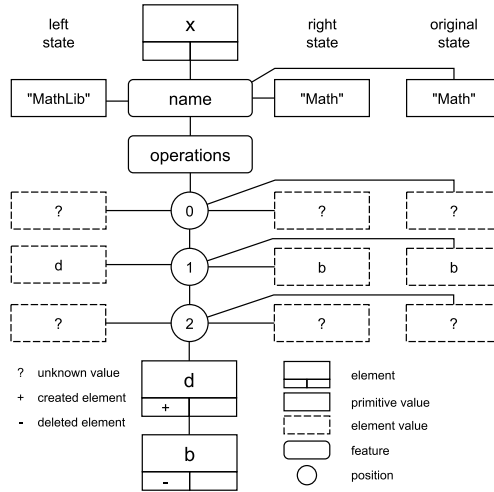 left state
x
right state
original state
"MathLib"
name
"Math"
"Math"
operations
?
0
?
?
d
1
b
b
?
2
?
?
d
+
b
-
? unknown value
+ created element
- deleted element
element
primitive value
element value
feature
position